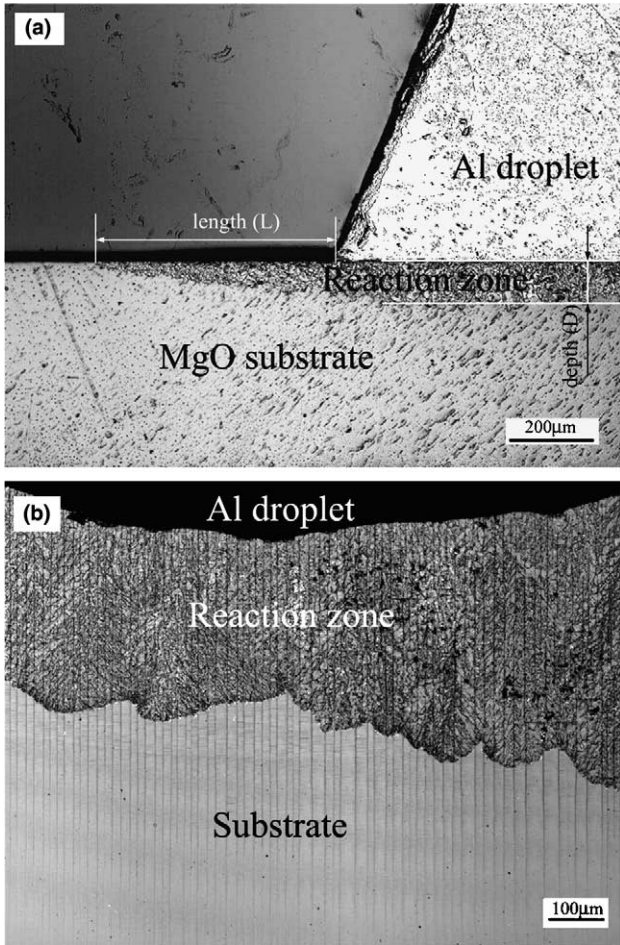 (a)
Al droplet
length (L)
Reaction zone
MgO substrate
depth (D)
200μm
(b)
Al droplet
Reaction zone
Substrate
100μm